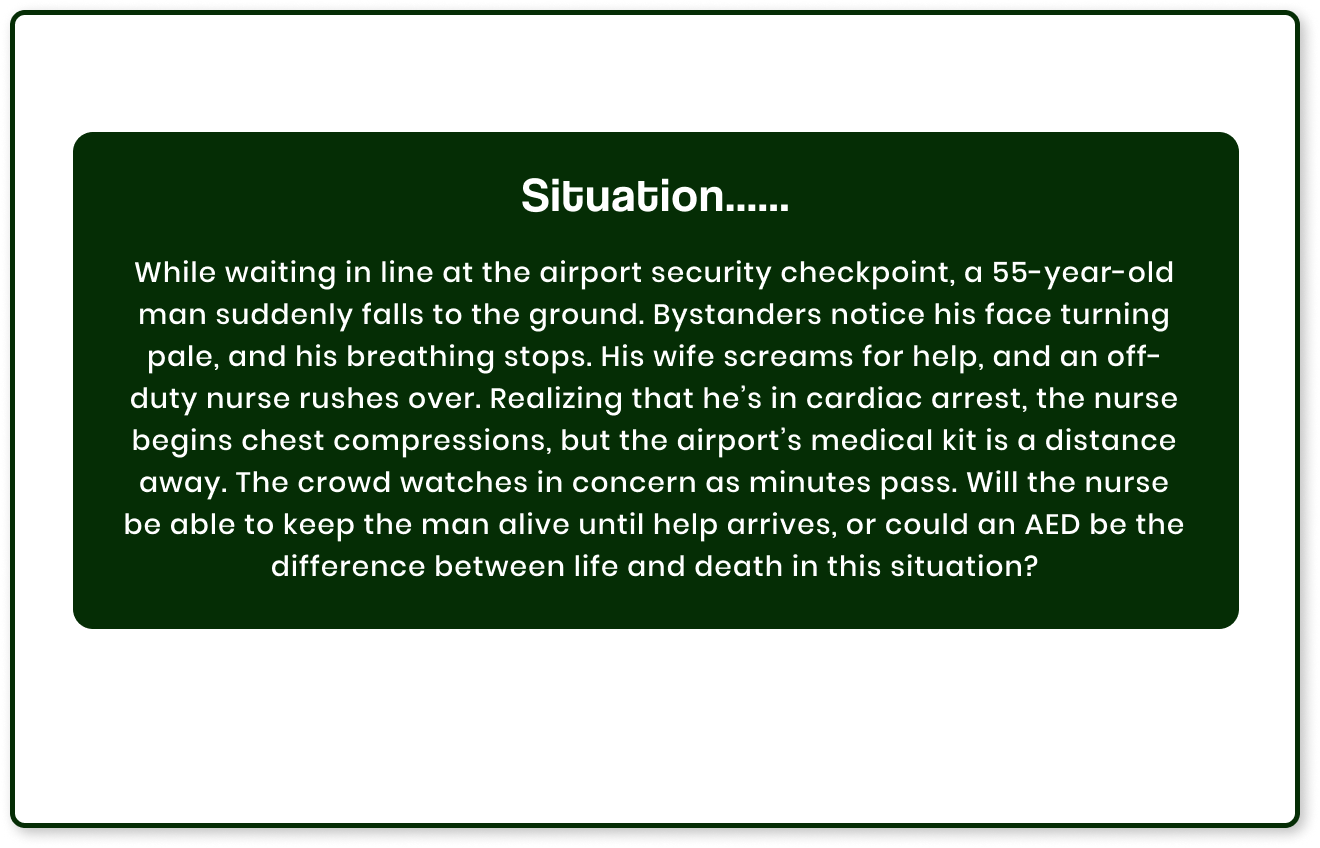 Situation......
While waiting in line at the airport security checkpoint, a 55-year-old
man suddenly falls to the ground. Bystanders notice his face turning
pale, and his breathing stops. His wife screams for help, and an off-
duty nurse rushes over. Realizing that he’s in cardiac arrest, the nurse
begins chest compressions, but the airport’s medical kit is a distance
away. The crowd watches in concern as minutes pass. Will the nurse
be able to keep the man alive until help arrives, or could an AED be the
difference between life and death in this situation?